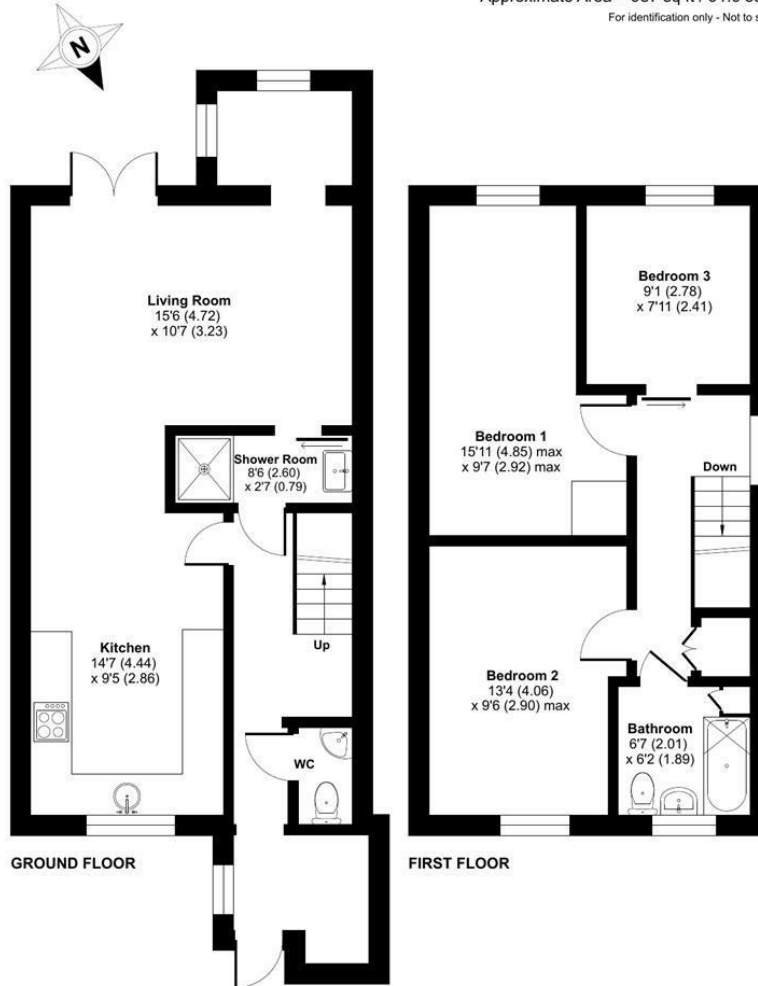 For identification only - Not to
N
Living Room
15'6 (4.72)
x 10'7 (3.23)
Shower Room
8'6 (2.60)
x 2'7 (0.79)
Up
Kitchen
14'7 (4.44)
x 9'5 (2.86)
WC
GROUND FLOOR
Bedroom 3
9'1 (2.78)
x 7'11 (2.41)
Bedroom 1
15'11 (4.85) max
x 9'7 (2.92) max
Down
Bedroom 2
13'4 (4.06)
x 9'6 (2.90) max
Bathroom
6'7 (2.01)
x 6'2 (1.89)
FIRST FLOOR